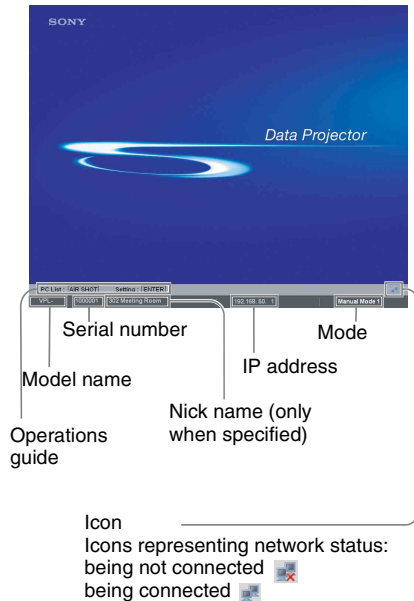 SONY
Data Projector
PC List : [AIR SHOT] Setting : [ENTER]
VPL- 1000001 302 Meeting Room 192.168. 50. 1 Manual Mode 1
Serial number
Mode
IP address
Model name
Nick name (only
when specified)
Operations
guide
Icon
Icons representing network status:
being not connected
being connected